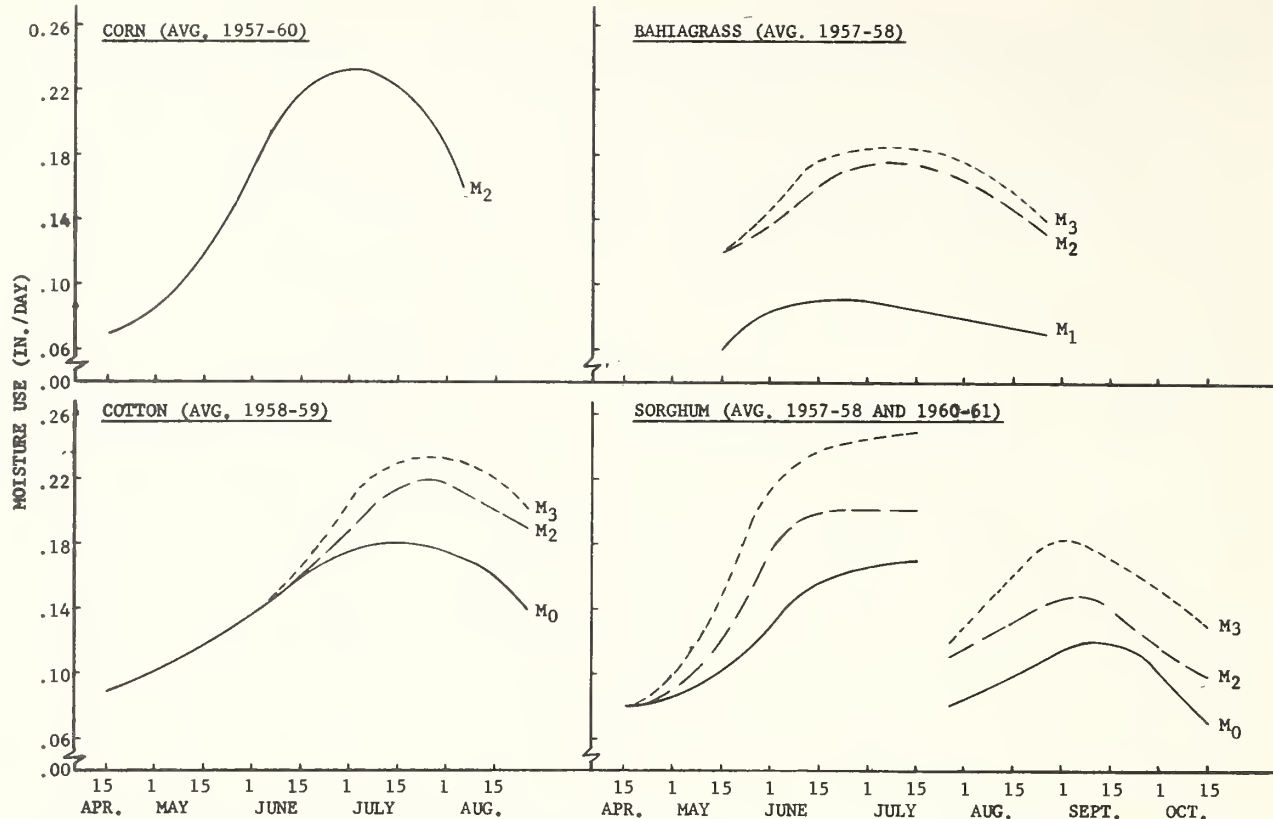 MOISTURE USE (IN./DAY)
CORN (AVG. 1957-60)
0.26
.22
.18
.14
.10
.06
.00
M2
BAHIAGRASS (AVG. 1957-58)
M3
M2
M1
COTTON (AVG. 1958-59)
0.26
.22
.18
.14
.10
.06
.00
M3
M2
M0
SORGHUM (AVG. 1957-58 AND 1960-61)
M3
M2
M0
15 1 15 1 15 1 15 1 15
APR. MAY JUNE JULY AUG.
15 1 15 1 15 1 15 1 15 1 15 1 15
APR. MAY JUNE JULY AUG. SEPT. OCT.